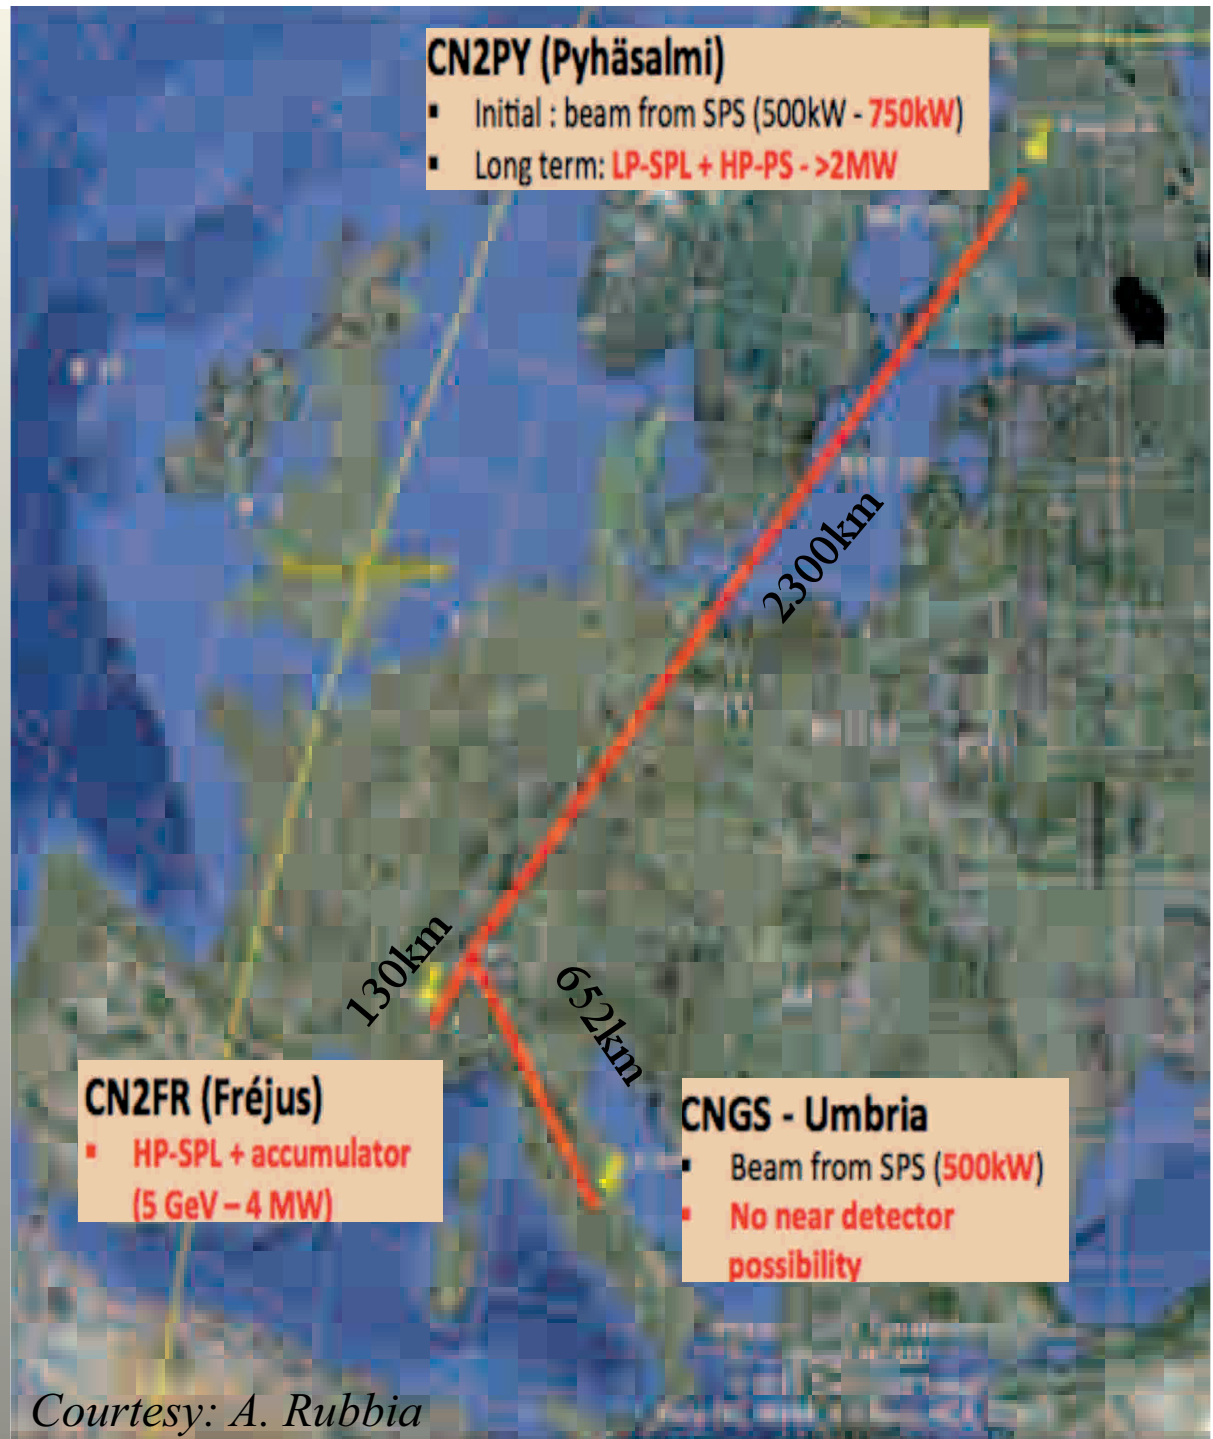 CN2PY (Pyhäsalmi)
▪ Initial : beam from SPS (500kW - 750kW)
▪ Long term: LP-SPL + HP-PS - >2MW
2300km
130km
652km
CN2FR (Fréjus)
▪ HP-SPL + accumulator
(5 GeV – 4 MW)
CNGS - Umbria
▪ Beam from SPS (500kW)
▪ No near detector
possibility
Courtesy: A. Rubbia